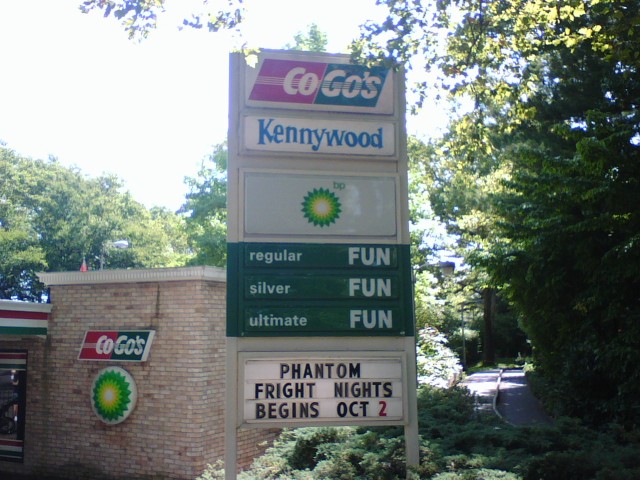 CoGo's
Kennywood
bp
regular FUN
silver FUN
ultimate FUN
PHANTOM
FRIGHT NIGHTS
BEGINS OCT 2
CoGo's